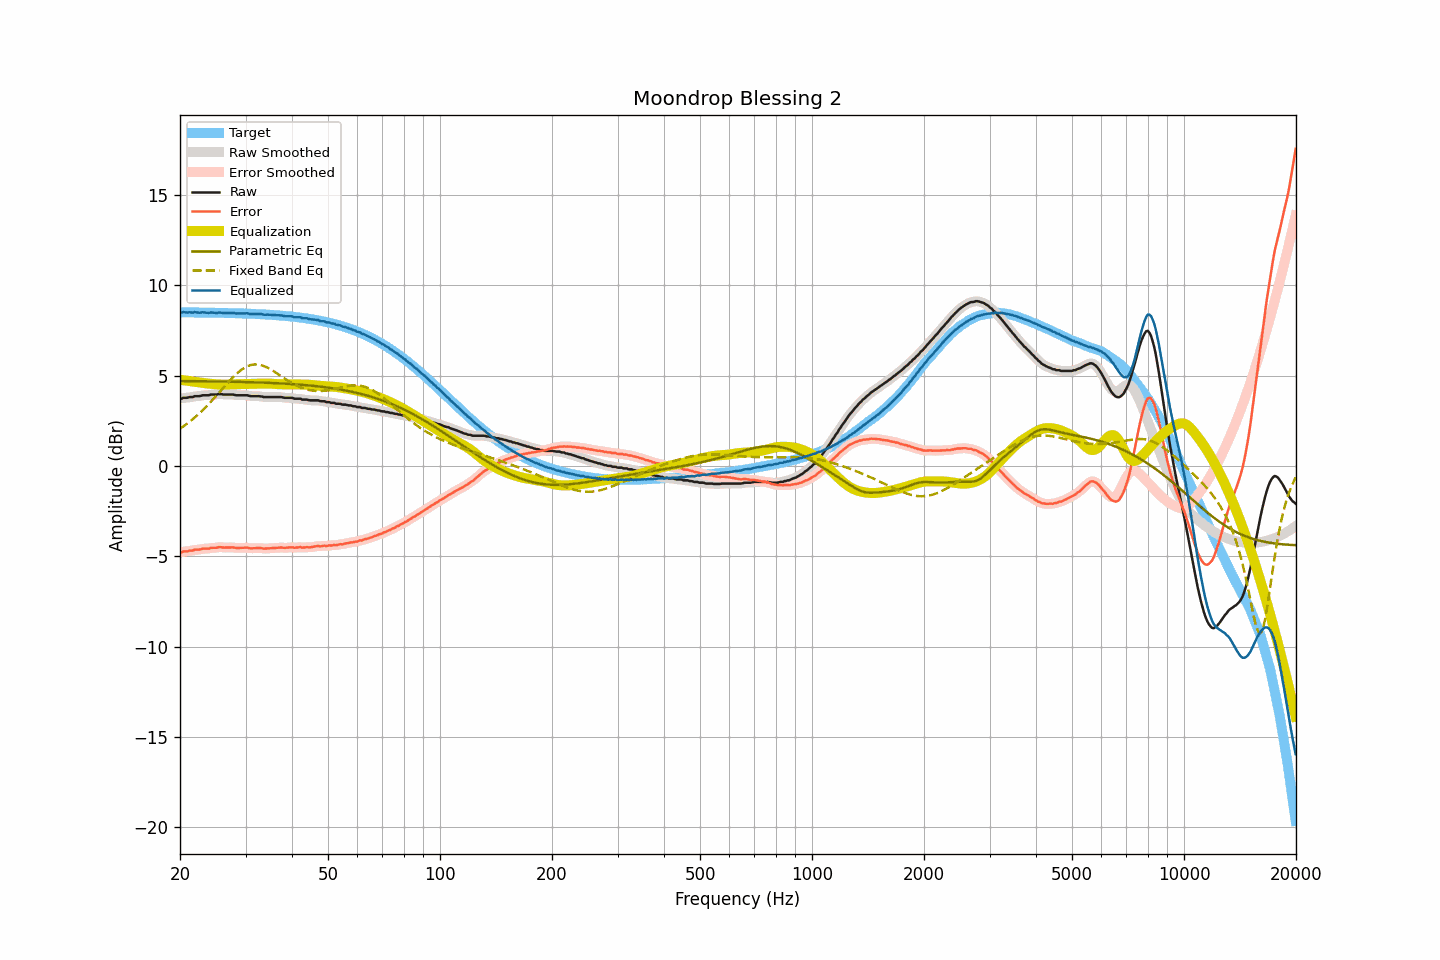 Moondrop Blessing 2
Target
Raw Smoothed
Error Smoothed
Raw
Error
Equalization
Parametric Eq
Fixed Band Eq
Equalized
Amplitude (dBr)
15
10
5
0
−5
−10
−15
−20
20 50 100 200 500 1000 2000 5000 10000 20000
Frequency (Hz)